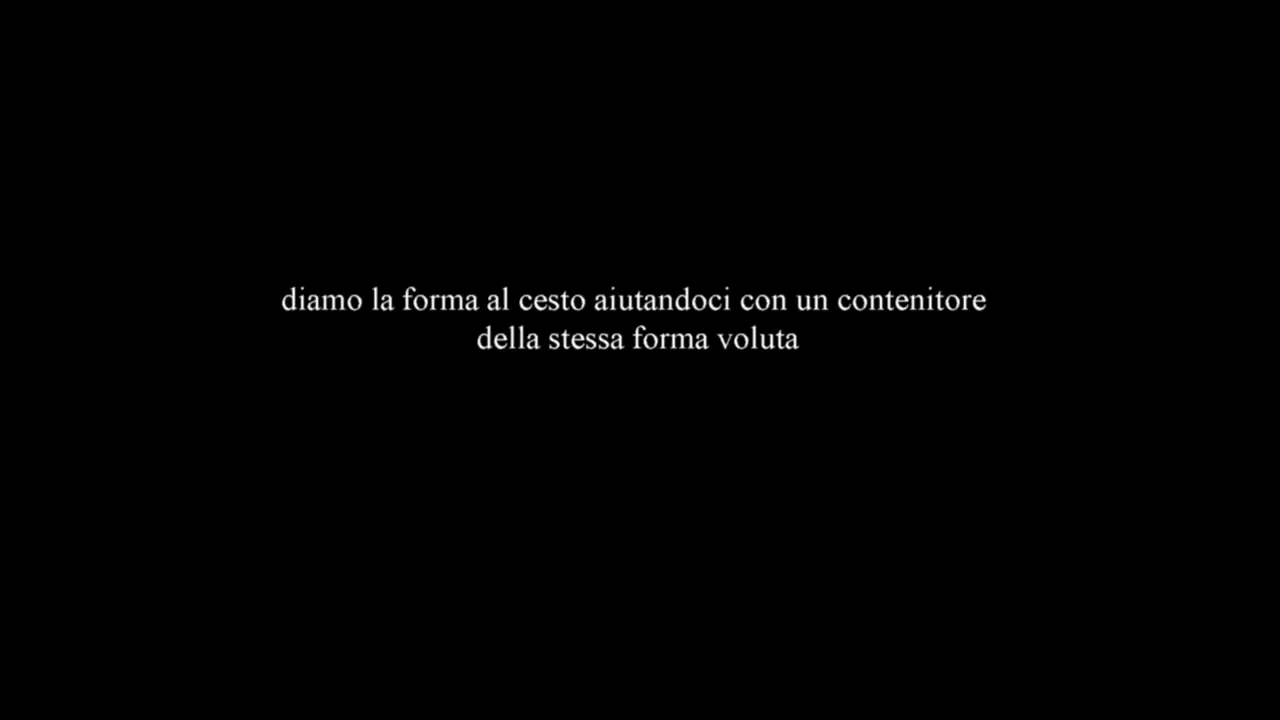 diamo la forma al cesto aiutandoci con un contenitore
della stessa forma voluta